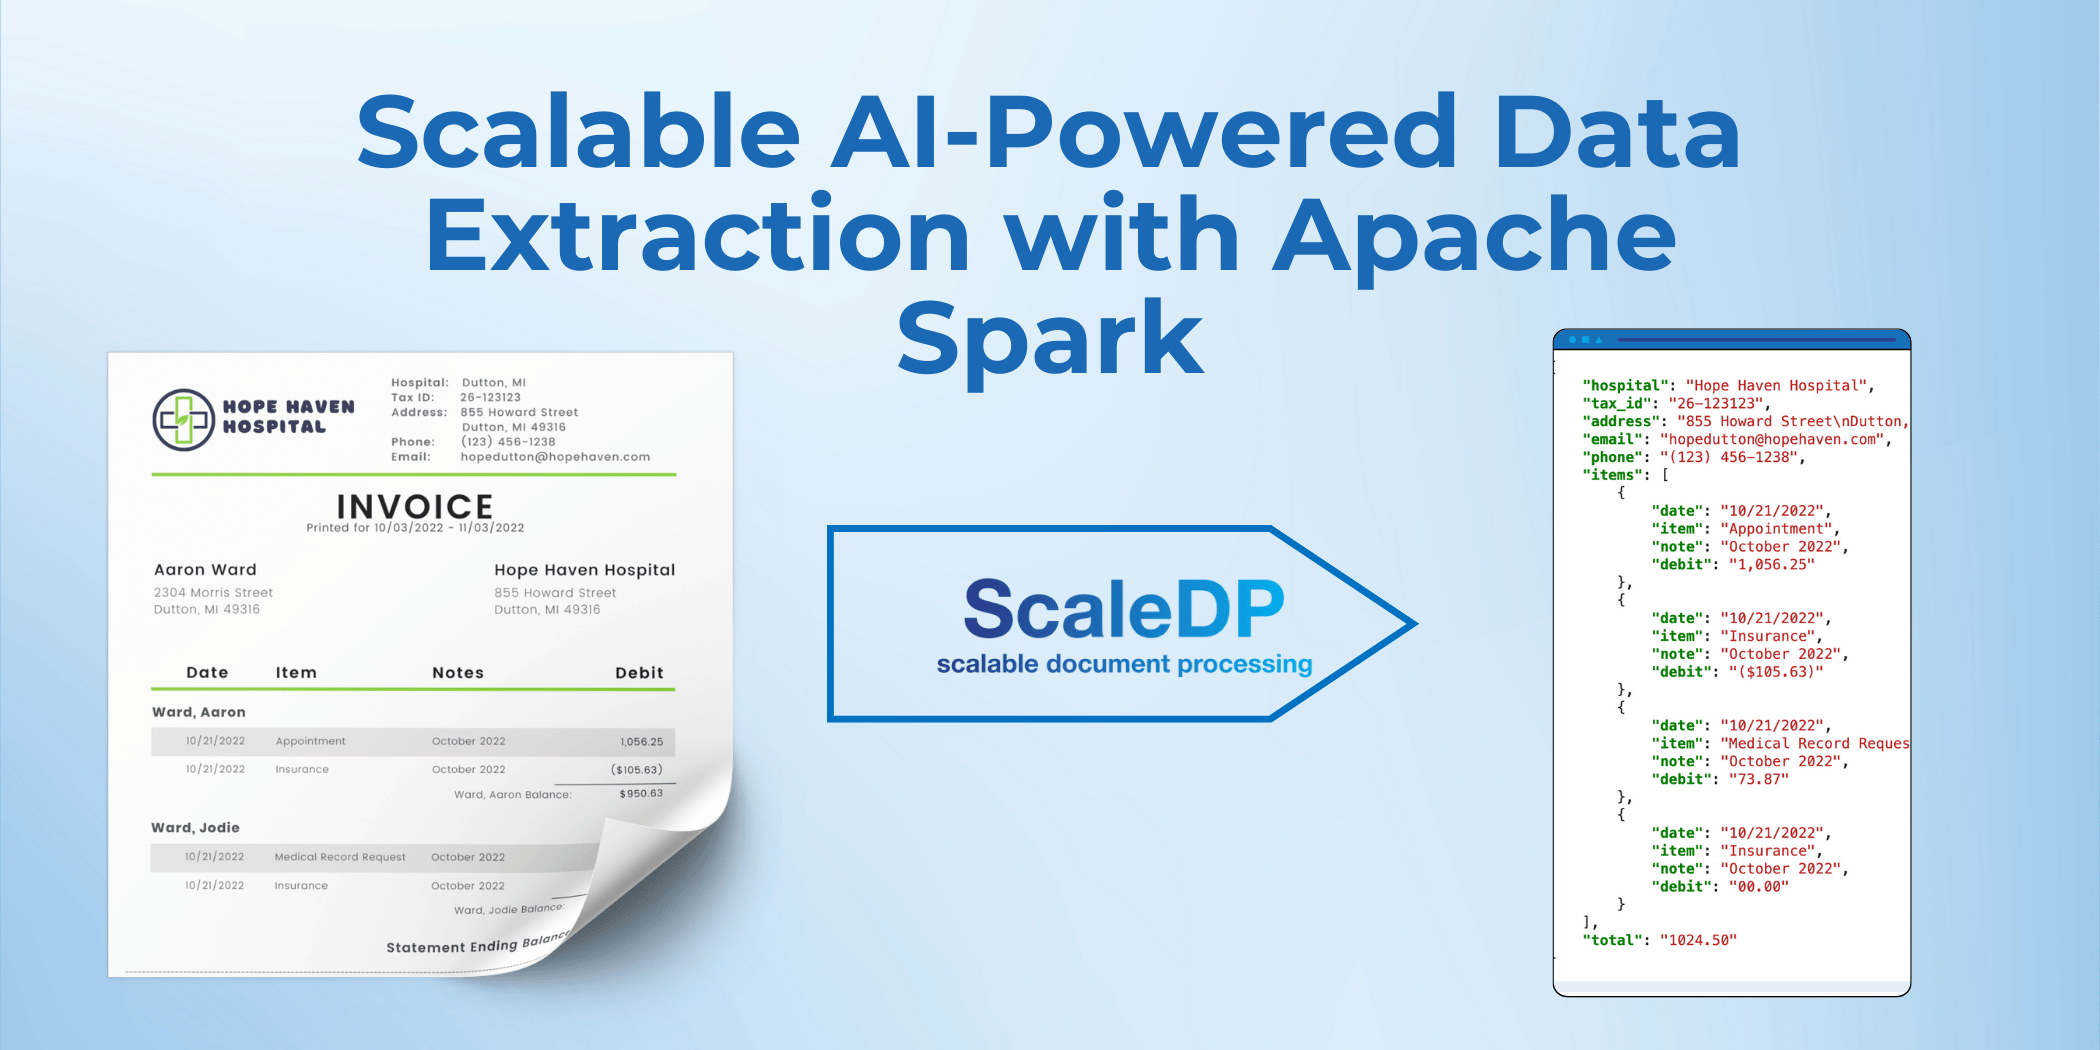 Scalable AI-Powered Data
Extraction with Apache
Spark
HOPE HAVEN
HOSPITAL
Hospital: Dutton, MI
Tax ID: 26-123123
Address: 855 Howard Street
Dutton, MI 49316
Phone: (123) 456-1238
Email: hopedutton@hopehaven.com
INVOICE
Printed for 10/03/2022 - 11/03/2022
Aaron Ward
2304 Morris Street
Dutton, MI 49316
Hope Haven Hospital
855 Howard Street
Dutton, MI 49316
Date Item Notes Debit
Ward, Aaron
10/21/2022 Appointment October 2022 1,056.25
10/21/2022 Insurance October 2022 ($105.63)
Ward, Aaron Balance: $950.63
Ward, Jodie
10/21/2022 Medical Record Request October 2022
10/21/2022 Insurance October 2022
Ward, Jodie Balance:
Statement Ending Balance
ScaleDP
scalable document processing
"hospital": "Hope Haven Hospital",
"tax_id": "26-123123",
"address": "855 Howard Street\nDutton,
"email": "hopedutton@hopehaven.com",
"phone": "(123) 456-1238",
"items": [
{
"date": "10/21/2022",
"item": "Appointment",
"note": "October 2022",
"debit": "1,056.25"
},
{
"date": "10/21/2022",
"item": "Insurance",
"note": "October 2022",
"debit": "($105.63)"
},
{
"date": "10/21/2022",
"item": "Medical Record Reques
"note": "October 2022",
"debit": "73.87"
},
{
"date": "10/21/2022",
"item": "Insurance",
"note": "October 2022",
"debit": "00.00"
}
],
"total": "1024.50"